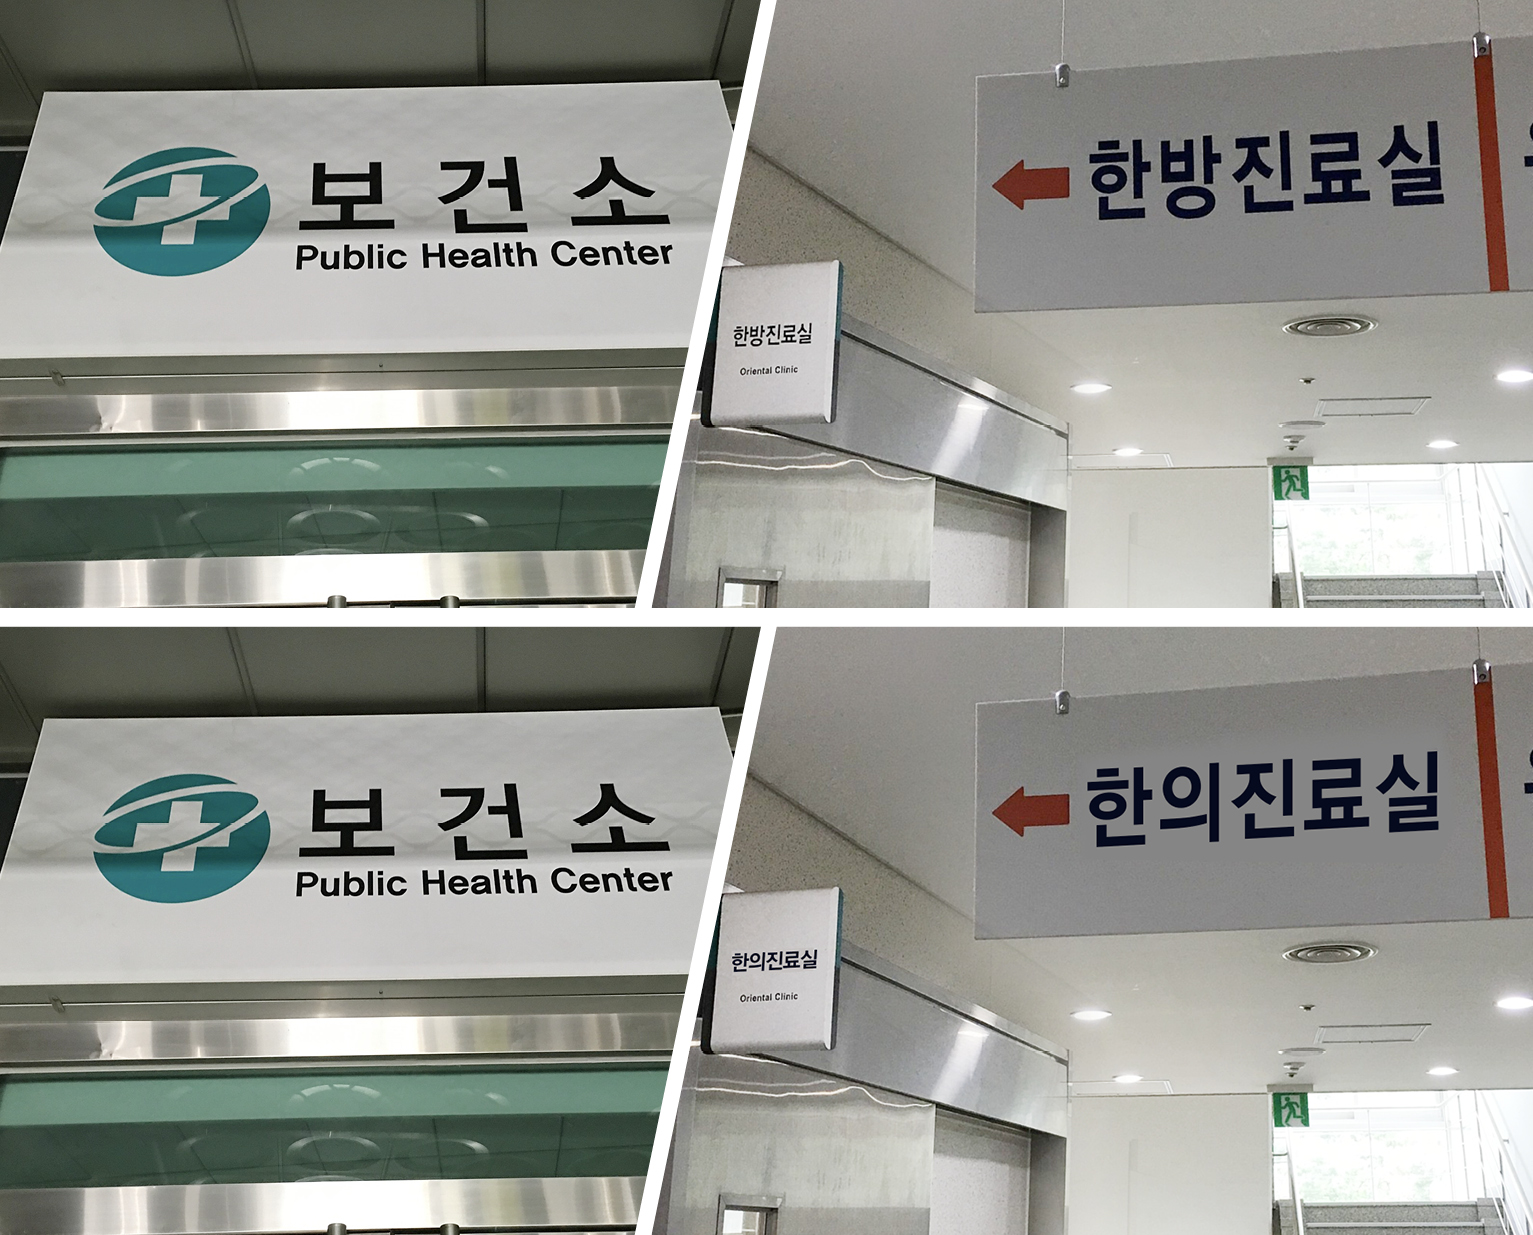 보건소
Public Health Center
한방진료실
한방진료실
Oriental Clinic
보건소
Public Health Center
한의진료실
한의진료실
Oriental Clinic